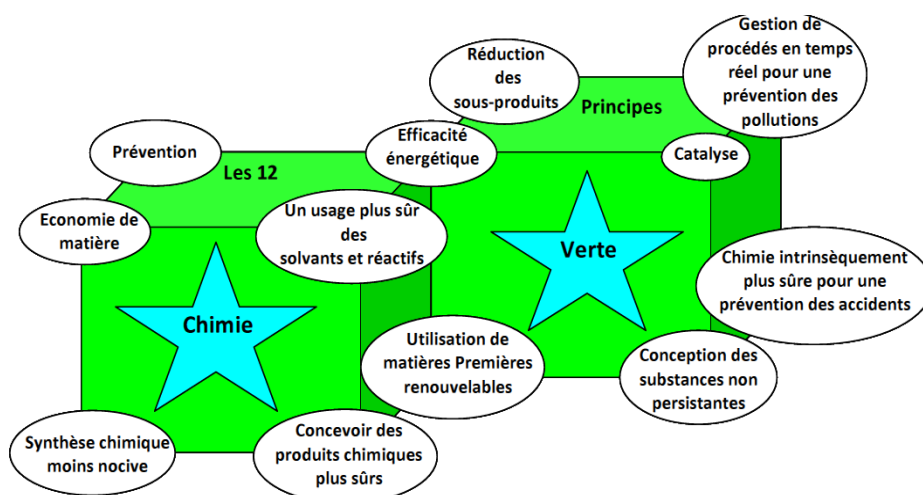 Gestion de
procédés en temps
réel pour une
prévention des
pollutions
Réduction
des
sous-produits
Principes
Prévention
Efficacité
énergétique
Catalyse
Les 12
Economie de
matière
Un usage plus sûr
des
solvants et réactifs
Verte
Chimie intrinsèquement
plus sûre pour une
prévention des accidents
Chimie
Utilisation de
matières Premières
renouvelables
Conception des
substances non
persistantes
Synthèse chimique
moins nocive
Concevoir des
produits chimiques
plus sûrs